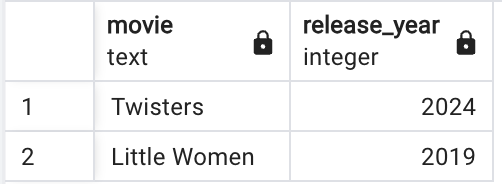 movie release_year
text integer
1 Twisters 2024
2 Little Women 2019